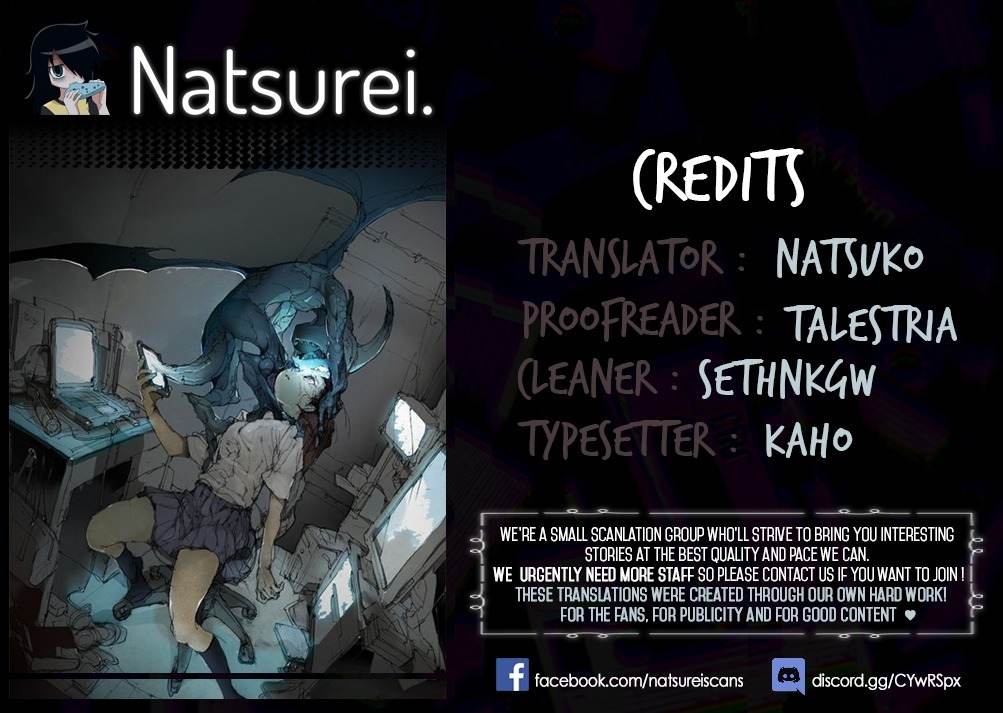 Natsurei.
CREDITS
TRANSLATOR : NATSUKO
PROOFREADER : TALESTRIA
CLEANER : SETHNKGW
TYPESETTER : KAHO
WE'RE A SMALL SCANLATION GROUP WHO'LL STRIVE TO BRING YOU INTERESTING
STORIES AT THE BEST QUALITY AND PACE WE CAN.
WE URGENTLY NEED MORE STAFF SO PLEASE CONTACT US IF YOU WANT TO JOIN !
THESE TRANSLATIONS WERE CREATED THROUGH OUR OWN HARD WORK!
FOR THE FANS, FOR PUBLICITY AND FOR GOOD CONTENT ♥
facebook.com/natsureiscans
discord.gg/CYwRSpx